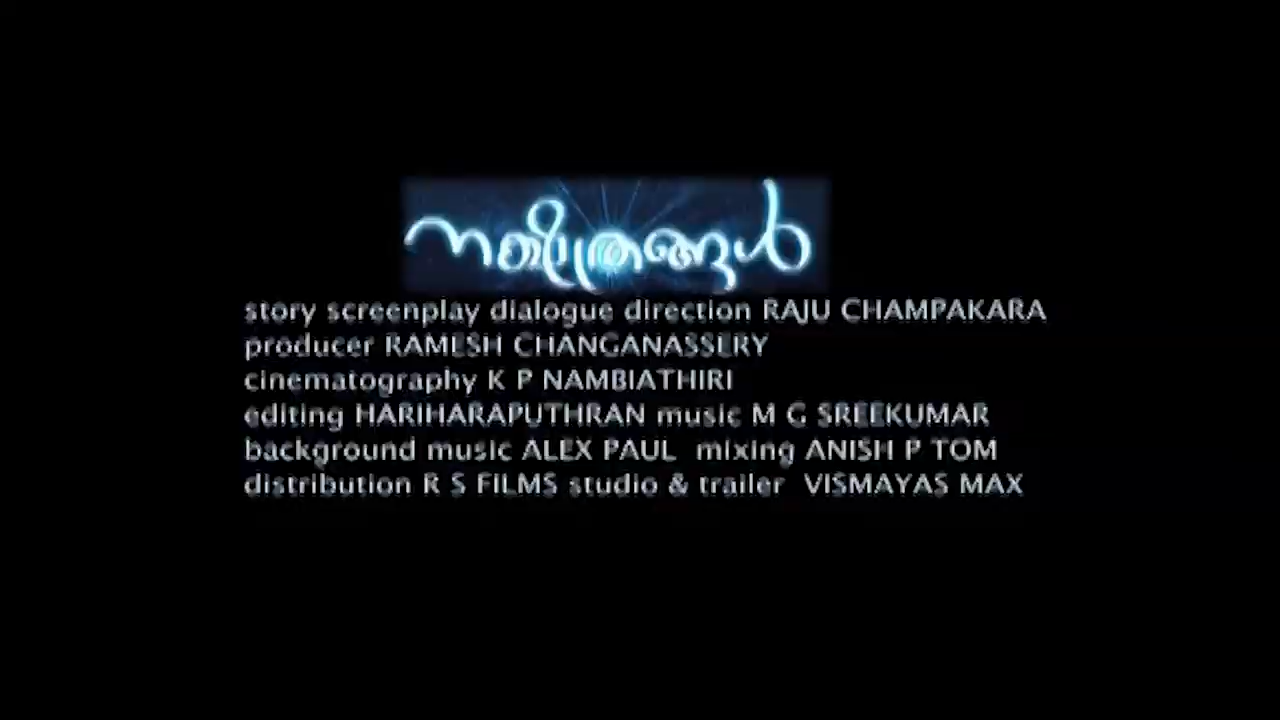 നക്ഷത്രങ്ങൾ
story screenplay dialogue direction RAJU CHAMPAKARA
producer RAMESH CHANGANASSERY
cinematography K P NAMBIATHIRI
editing HARIHARAPUTHRAN music M G SREEKUMAR
background music ALEX PAUL mixing ANISH P TOM
distribution R S FILMS studio & trailer VISMAYAS MAX